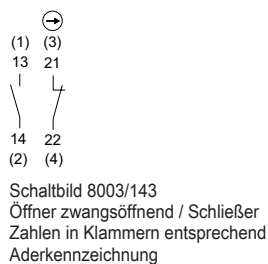 (1) (3)
13 21
14 22
(2) (4)
Schaltbild 8003/143
Öffner zwangsöffnend / Schließer
Zahlen in Klammern entsprechend
Aderkennzeichnung